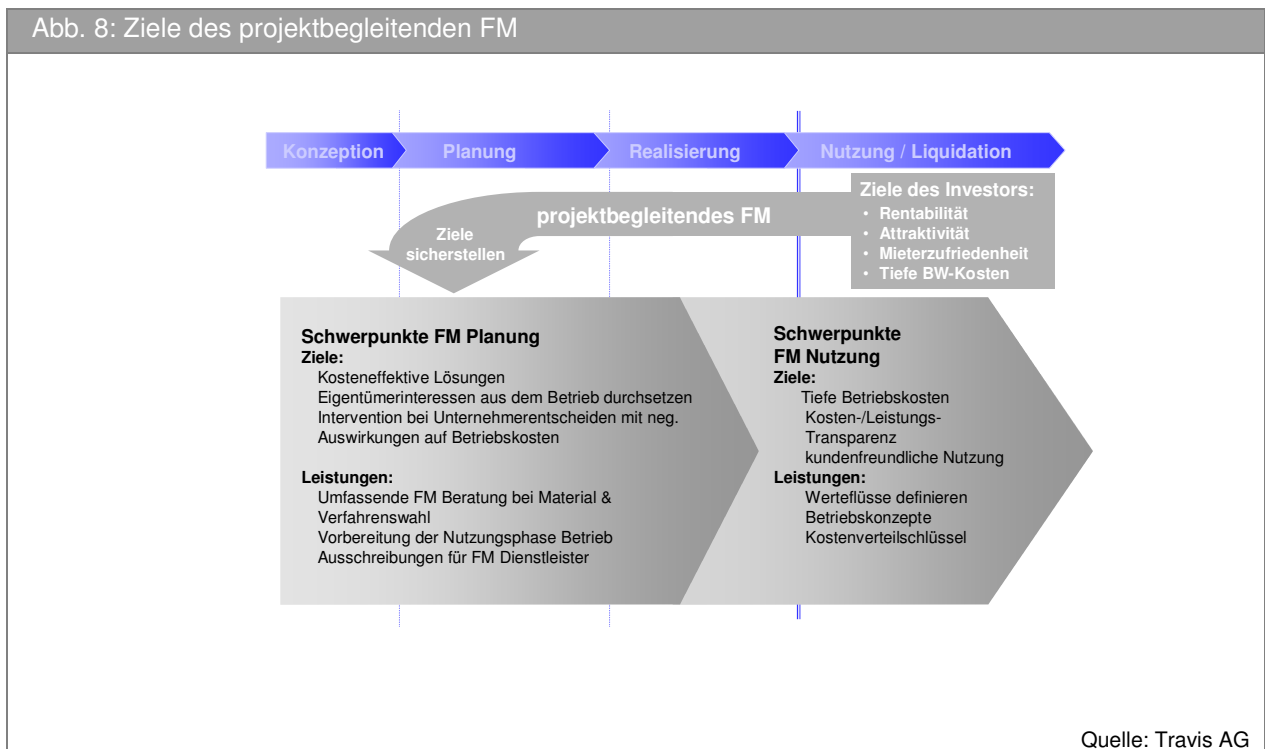 Abb. 8: Ziele des projektbegleitenden FM
Konzeption
Planung
Realisierung
Nutzung / Liquidation
Ziele des Investors:
• Rentabilität
• Attraktivität
• Mieterzufriedenheit
• Tiefe BW-Kosten
projektbegleitendes FM
Ziele
sicherstellen
Schwerpunkte FM Planung
Ziele:
Kosteneffektive Lösungen
Eigentümerinteressen aus dem Betrieb durchsetzen
Intervention bei Unternehmerentscheiden mit neg.
Auswirkungen auf Betriebskosten
Leistungen:
Umfassende FM Beratung bei Material &
Verfahrenswahl
Vorbereitung der Nutzungsphase Betrieb
Ausschreibungen für FM Dienstleister
Schwerpunkte
FM Nutzung
Ziele:
Tiefe Betriebskosten
Kosten-/Leistungs-
Transparenz
kundenfreundliche Nutzung
Leistungen:
Werteflüsse definieren
Betriebskonzepte
Kostenverteilschlüssel
Quelle: Travis AG